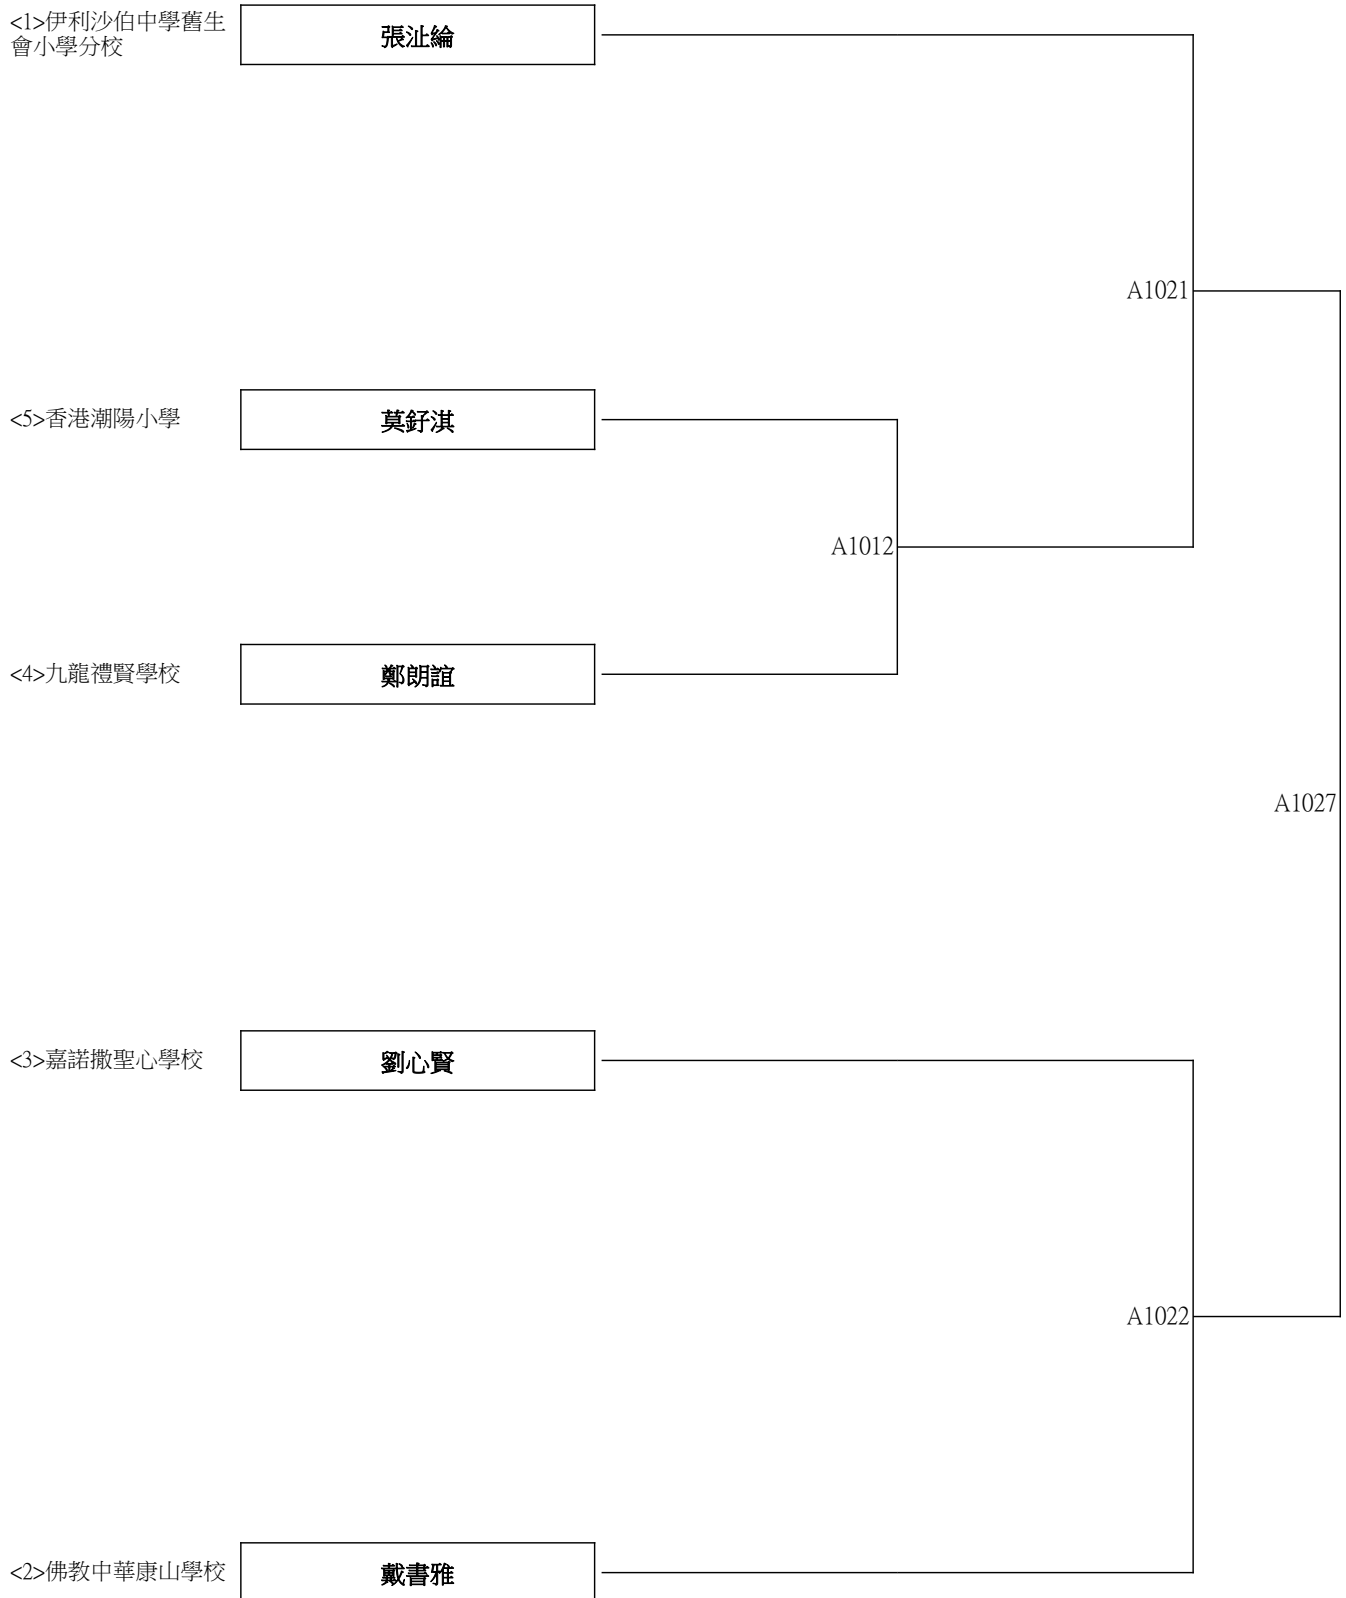 <1>伊利沙伯中學舊生
會小學分校
張沚綸
A1021
<5>香港潮陽小學
莫釨淇
A1012
<4>九龍禮賢學校
鄭朗誼
A1027
<3>嘉諾撒聖心學校
劉心賢
A1022
<2>佛教中華康山學校
戴書雅